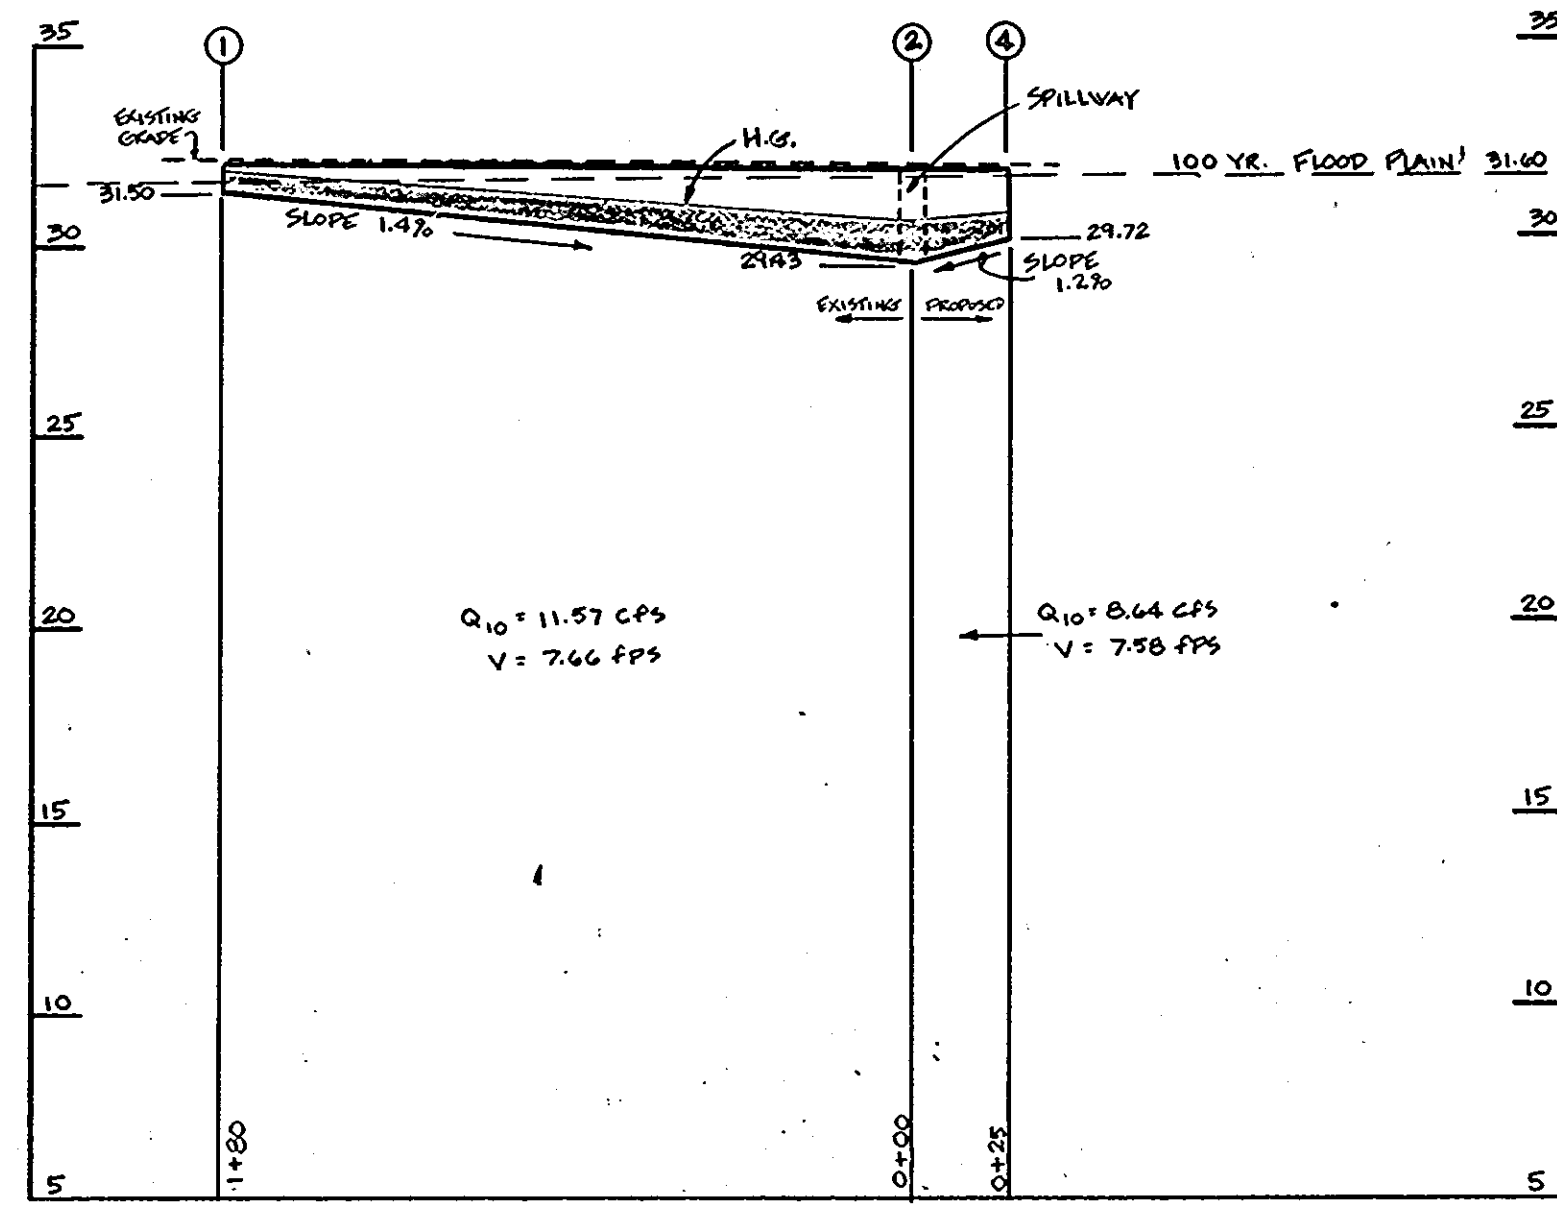 35
1
2
4
35
SPILLWAY
EXISTING
GRADE
H.G.
100 YR. FLOOD PLAIN' 31.60
31.50
SLOPE 1.4%
30
30
29.72
29.43
SLOPE
1.2%
EXISTING
PROPOSED
25
25
20
20
Q10 = 11.57 CFS
V = 7.66 fPS
Q10 = 8.64 CFS
V = 7.58 fPS
15
15
10
10
1+80
0+00
0+25
5
5